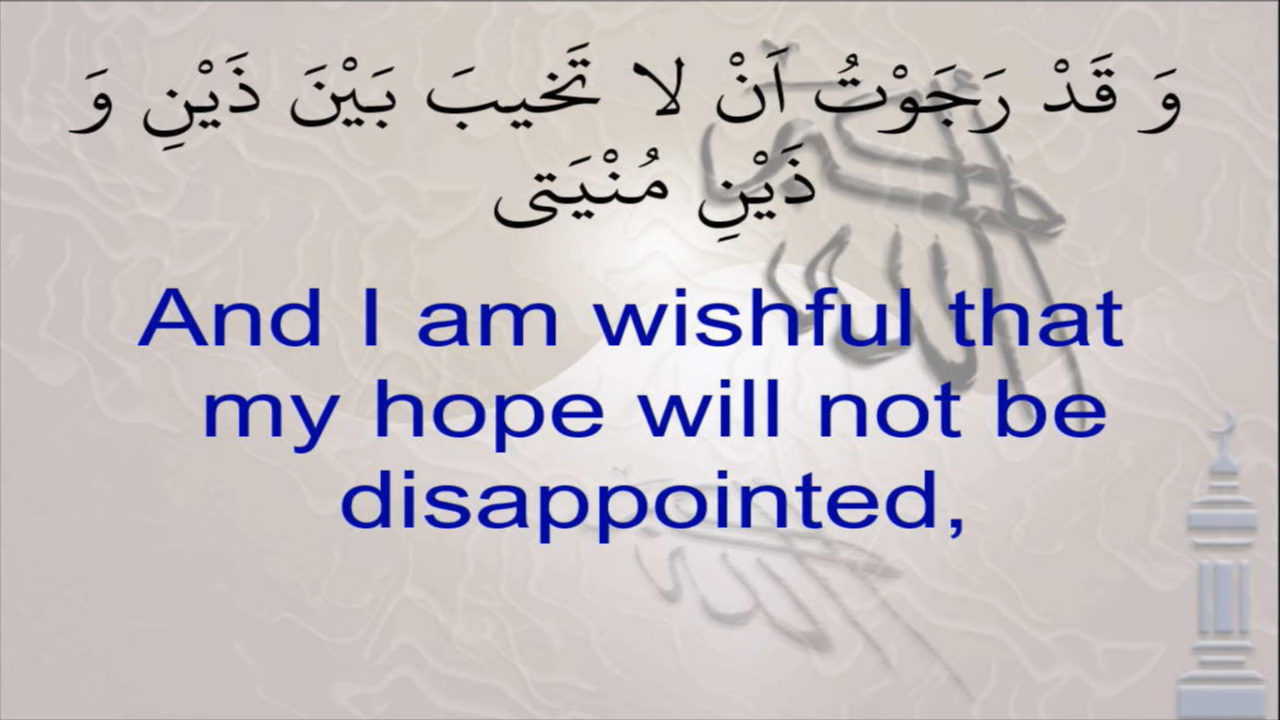 وَ قَدْ رَجَوْتُ اَنْ لا تَخيبَ بَيْنَ ذَيْنِ وَ
ذَيْنِ مُنْيَتى
And I am wishful that
my hope will not be
disappointed,